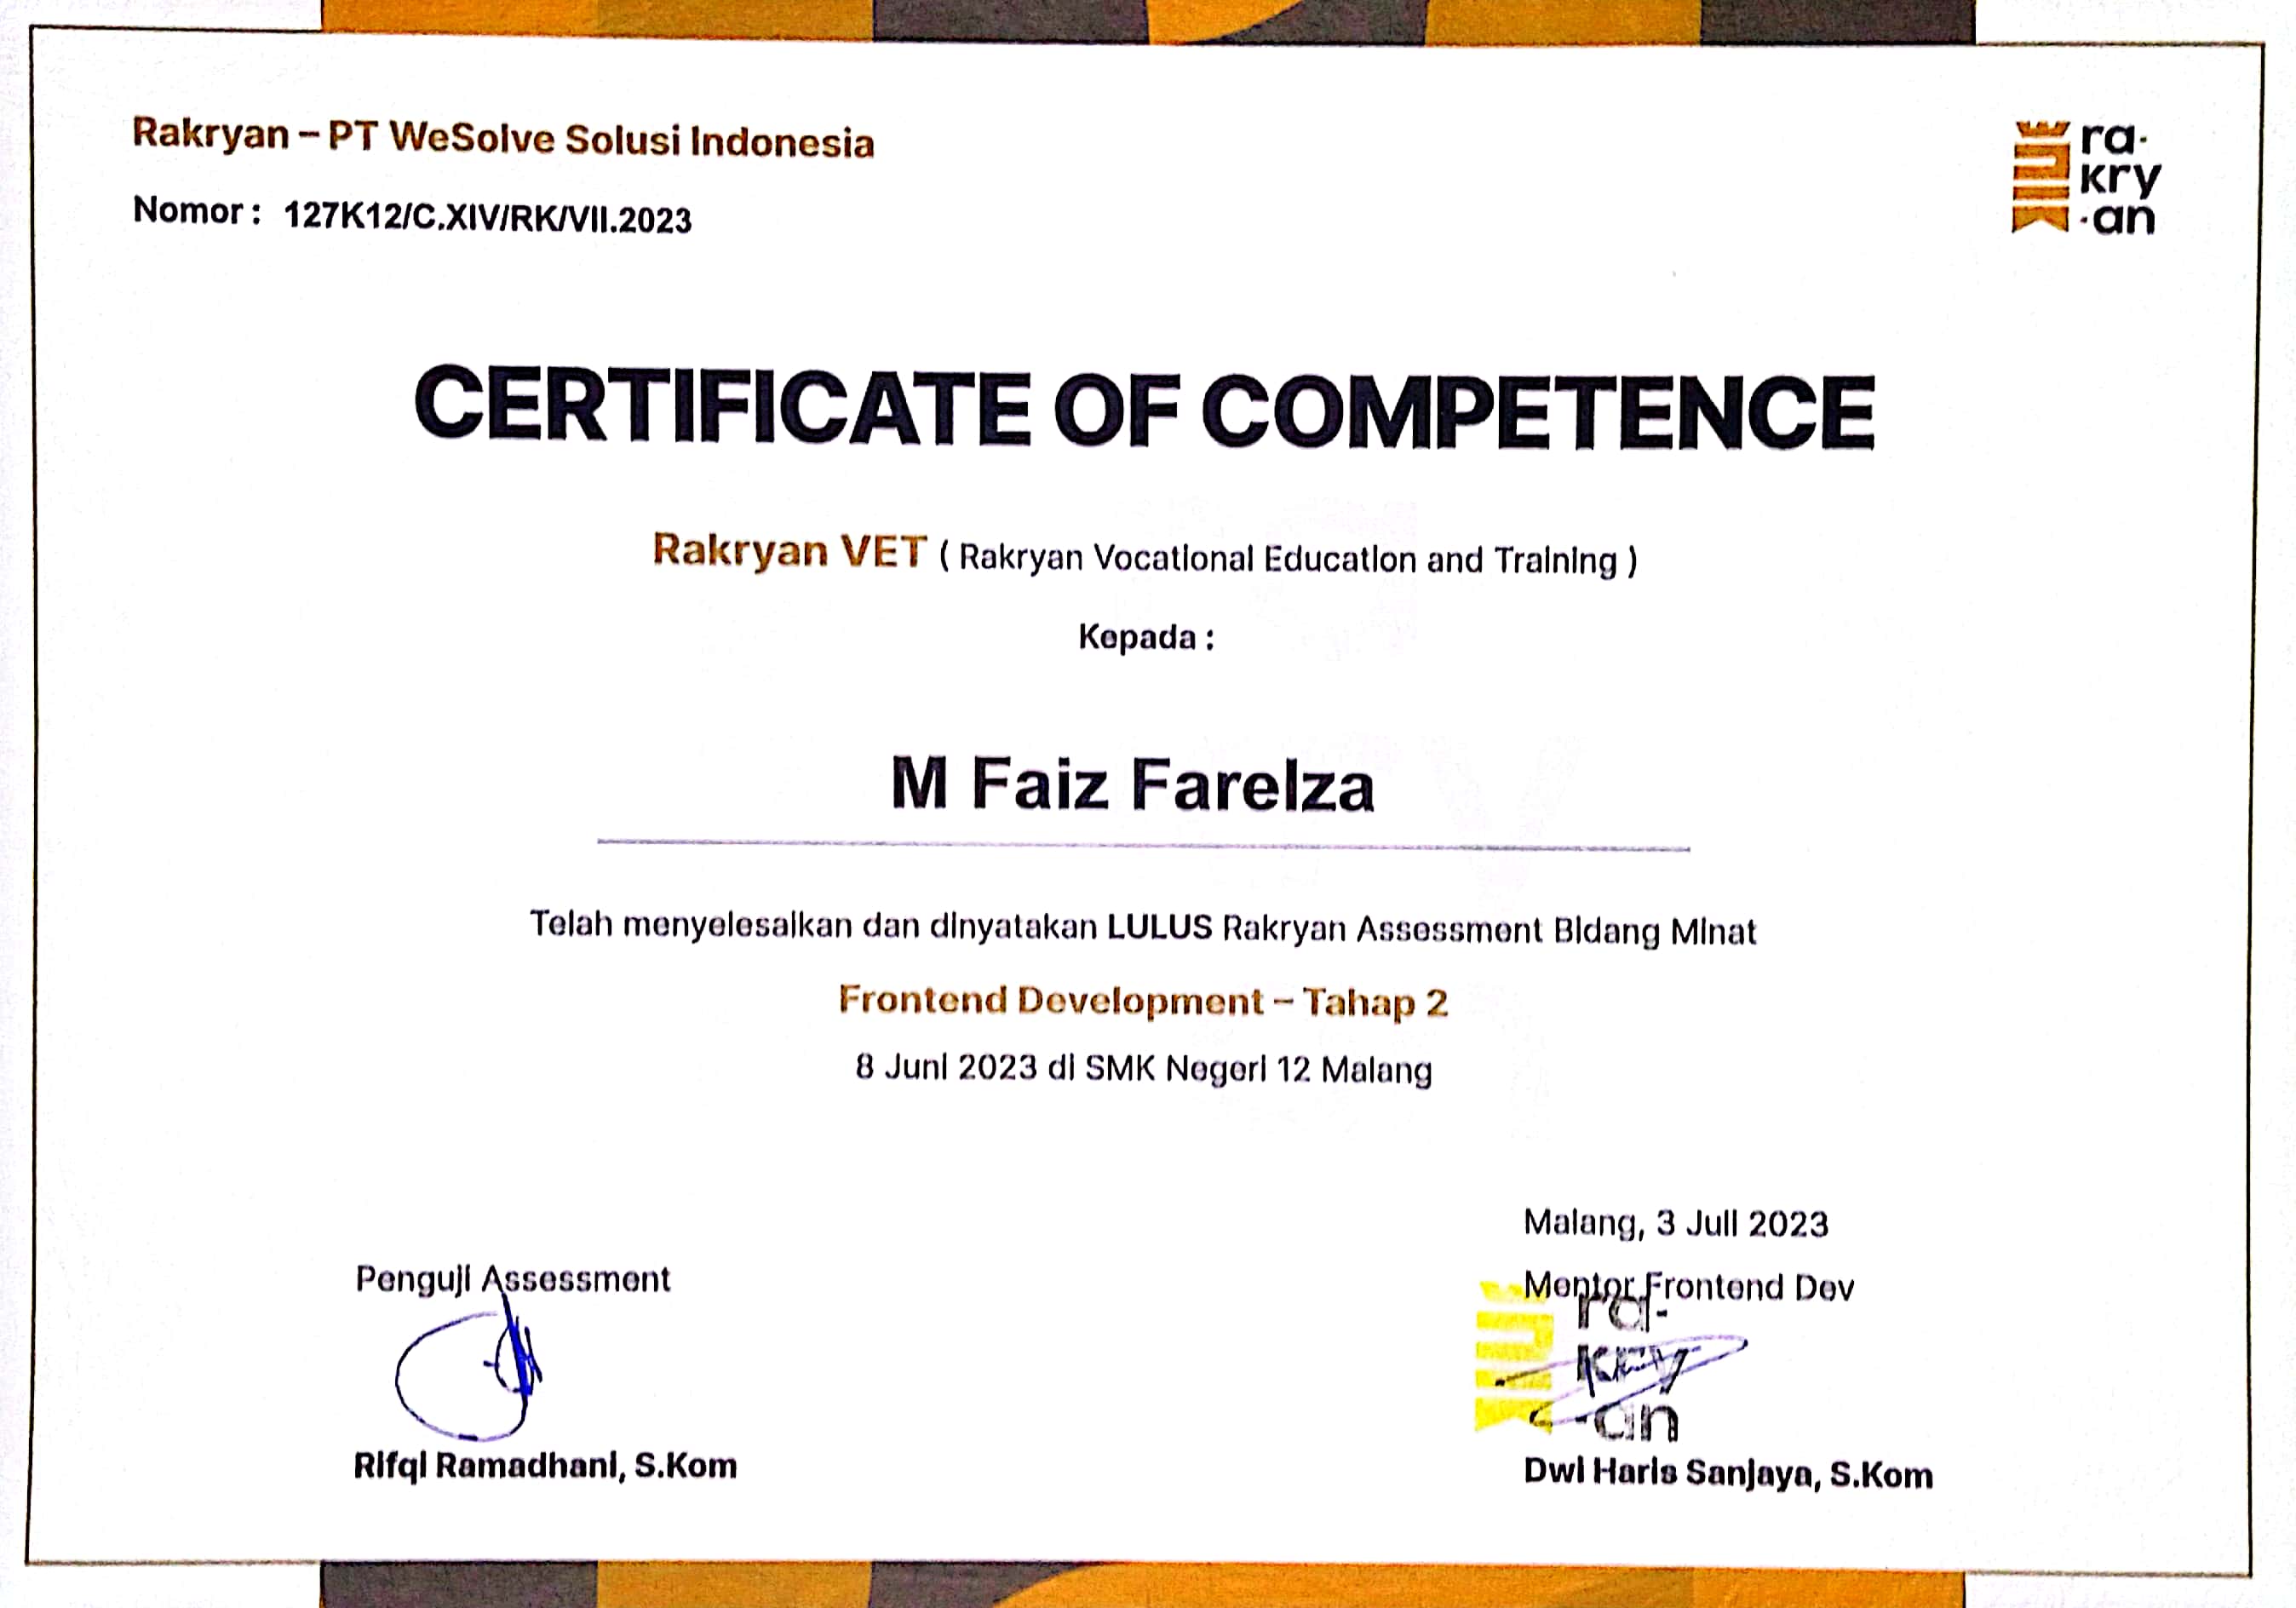 Rakryan – PT WeSolve Solusi Indonesia
Nomor : 127K12/C.XIV/RK/VII.2023
ra·
kry
·an
CERTIFICATE OF COMPETENCE
Rakryan VET ( Rakryan Vocational Education and Training )
Kepada :
M Faiz Farelza
Telah menyelesaikan dan dinyatakan LULUS Rakryan Assessment Bidang Minat
Frontend Development – Tahap 2
8 Juni 2023 di SMK Negeri 12 Malang
Malang, 3 Juli 2023
Penguji Assessment
Mentor Frontend Dev
ra-
kry
-an
Rifqi Ramadhani, S.Kom
Dwi Haris Sanjaya, S.Kom